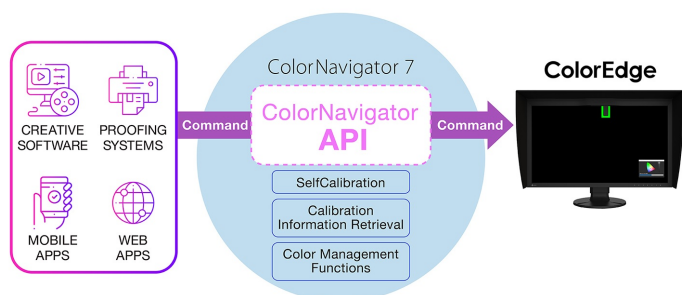 CREATIVE
SOFTWARE
PROOFING
SYSTEMS
MOBILE
APPS
WEB
APPS
Command
ColorNavigator 7
ColorNavigator
API
SelfCalibration
Calibration
Information Retrieval
Color Management
Functions
Command
ColorEdge